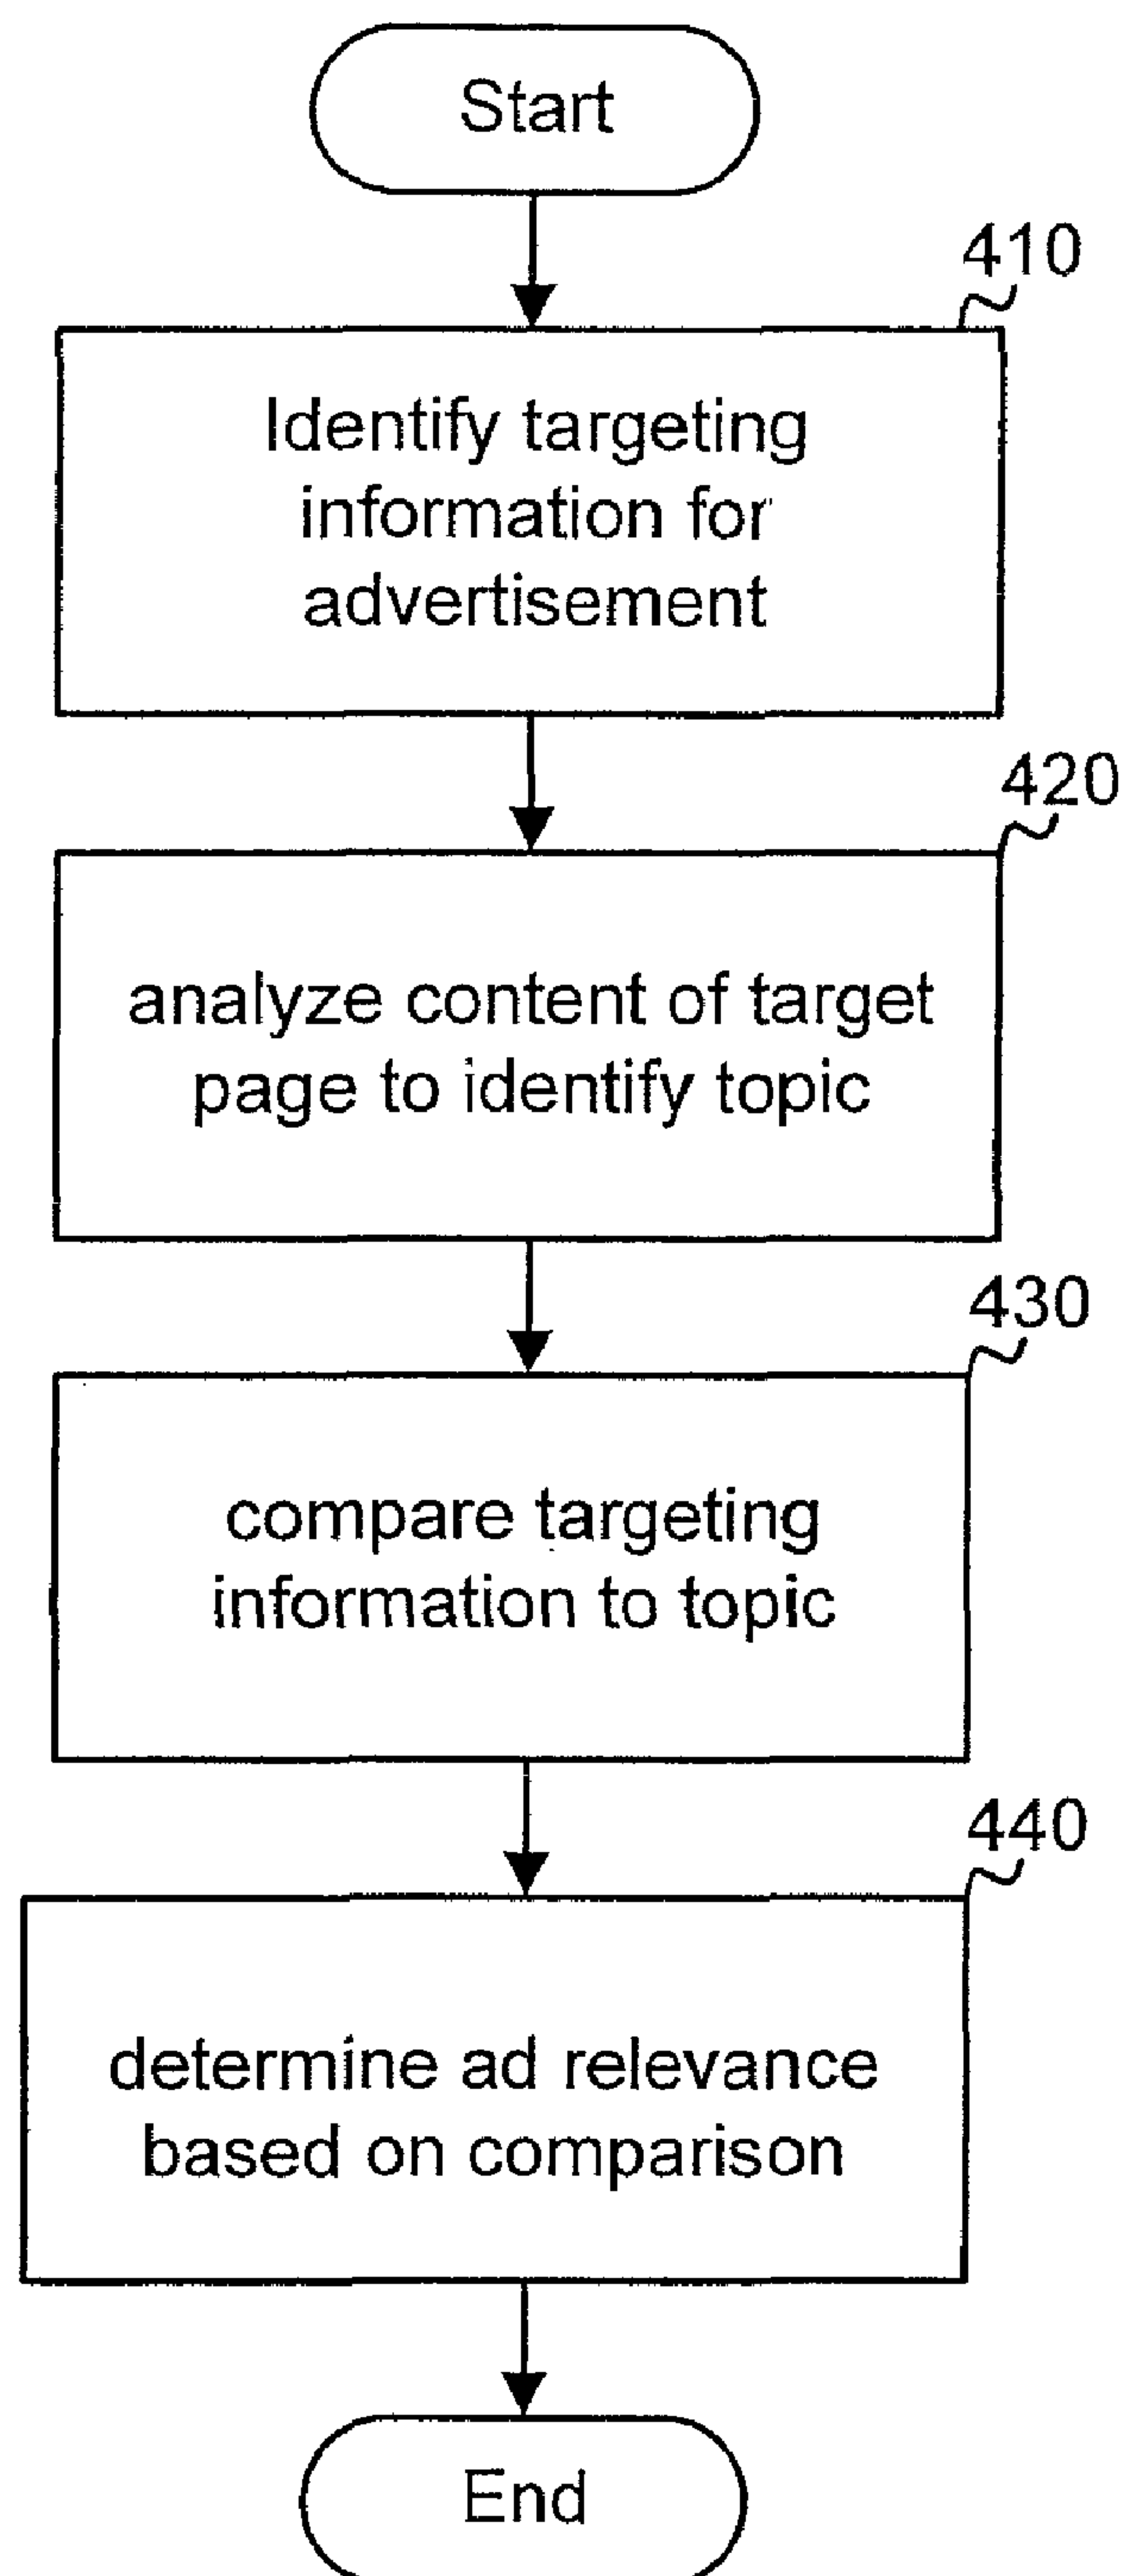 Start
410
Identify targeting
information for
advertisement
420
analyze content of target
page to identify topic
430
compare targeting
information to topic
440
determine ad relevance
based on comparison
End